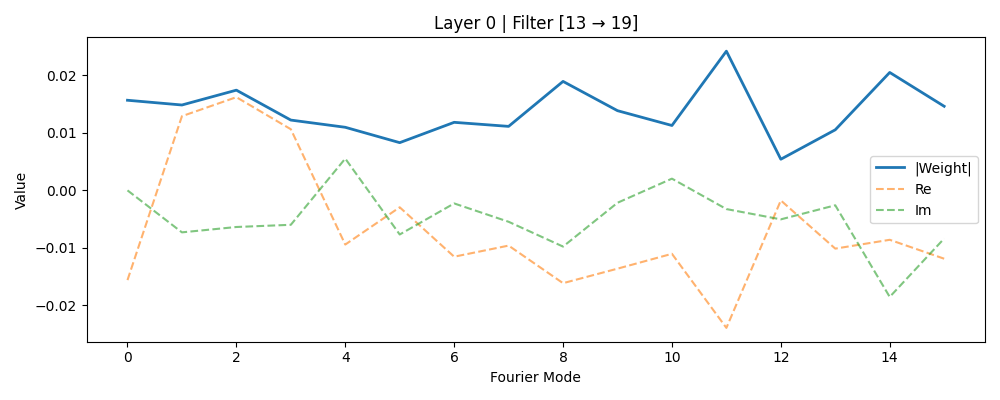 Layer 0 | Filter [13 → 19]
Value
0.02
0.01
0.00
−0.01
−0.02
|Weight|
Re
Im
0 2 4 6 8 10 12 14
Fourier Mode